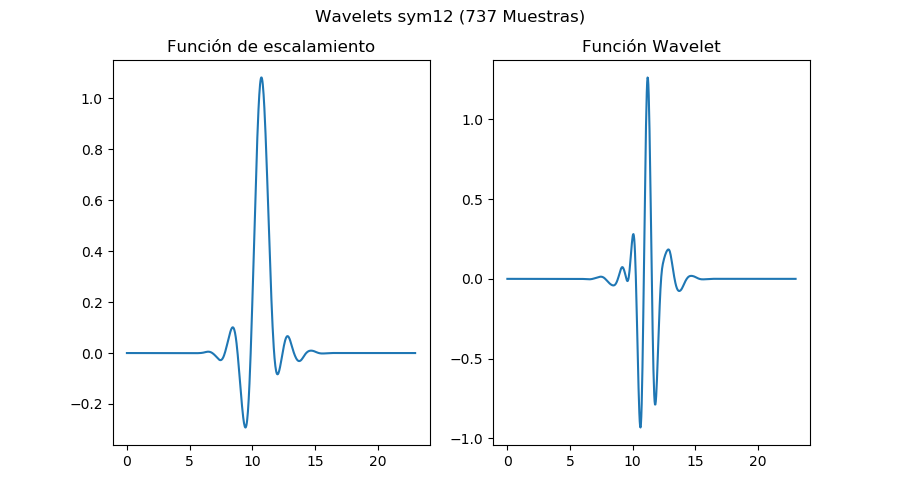 Wavelets sym12 (737 Muestras)
Función de escalamiento
1.0
0.8
0.6
0.4
0.2
0.0
−0.2
0 5 10 15 20
Función Wavelet
1.0
0.5
0.0
−0.5
−1.0
0 5 10 15 20